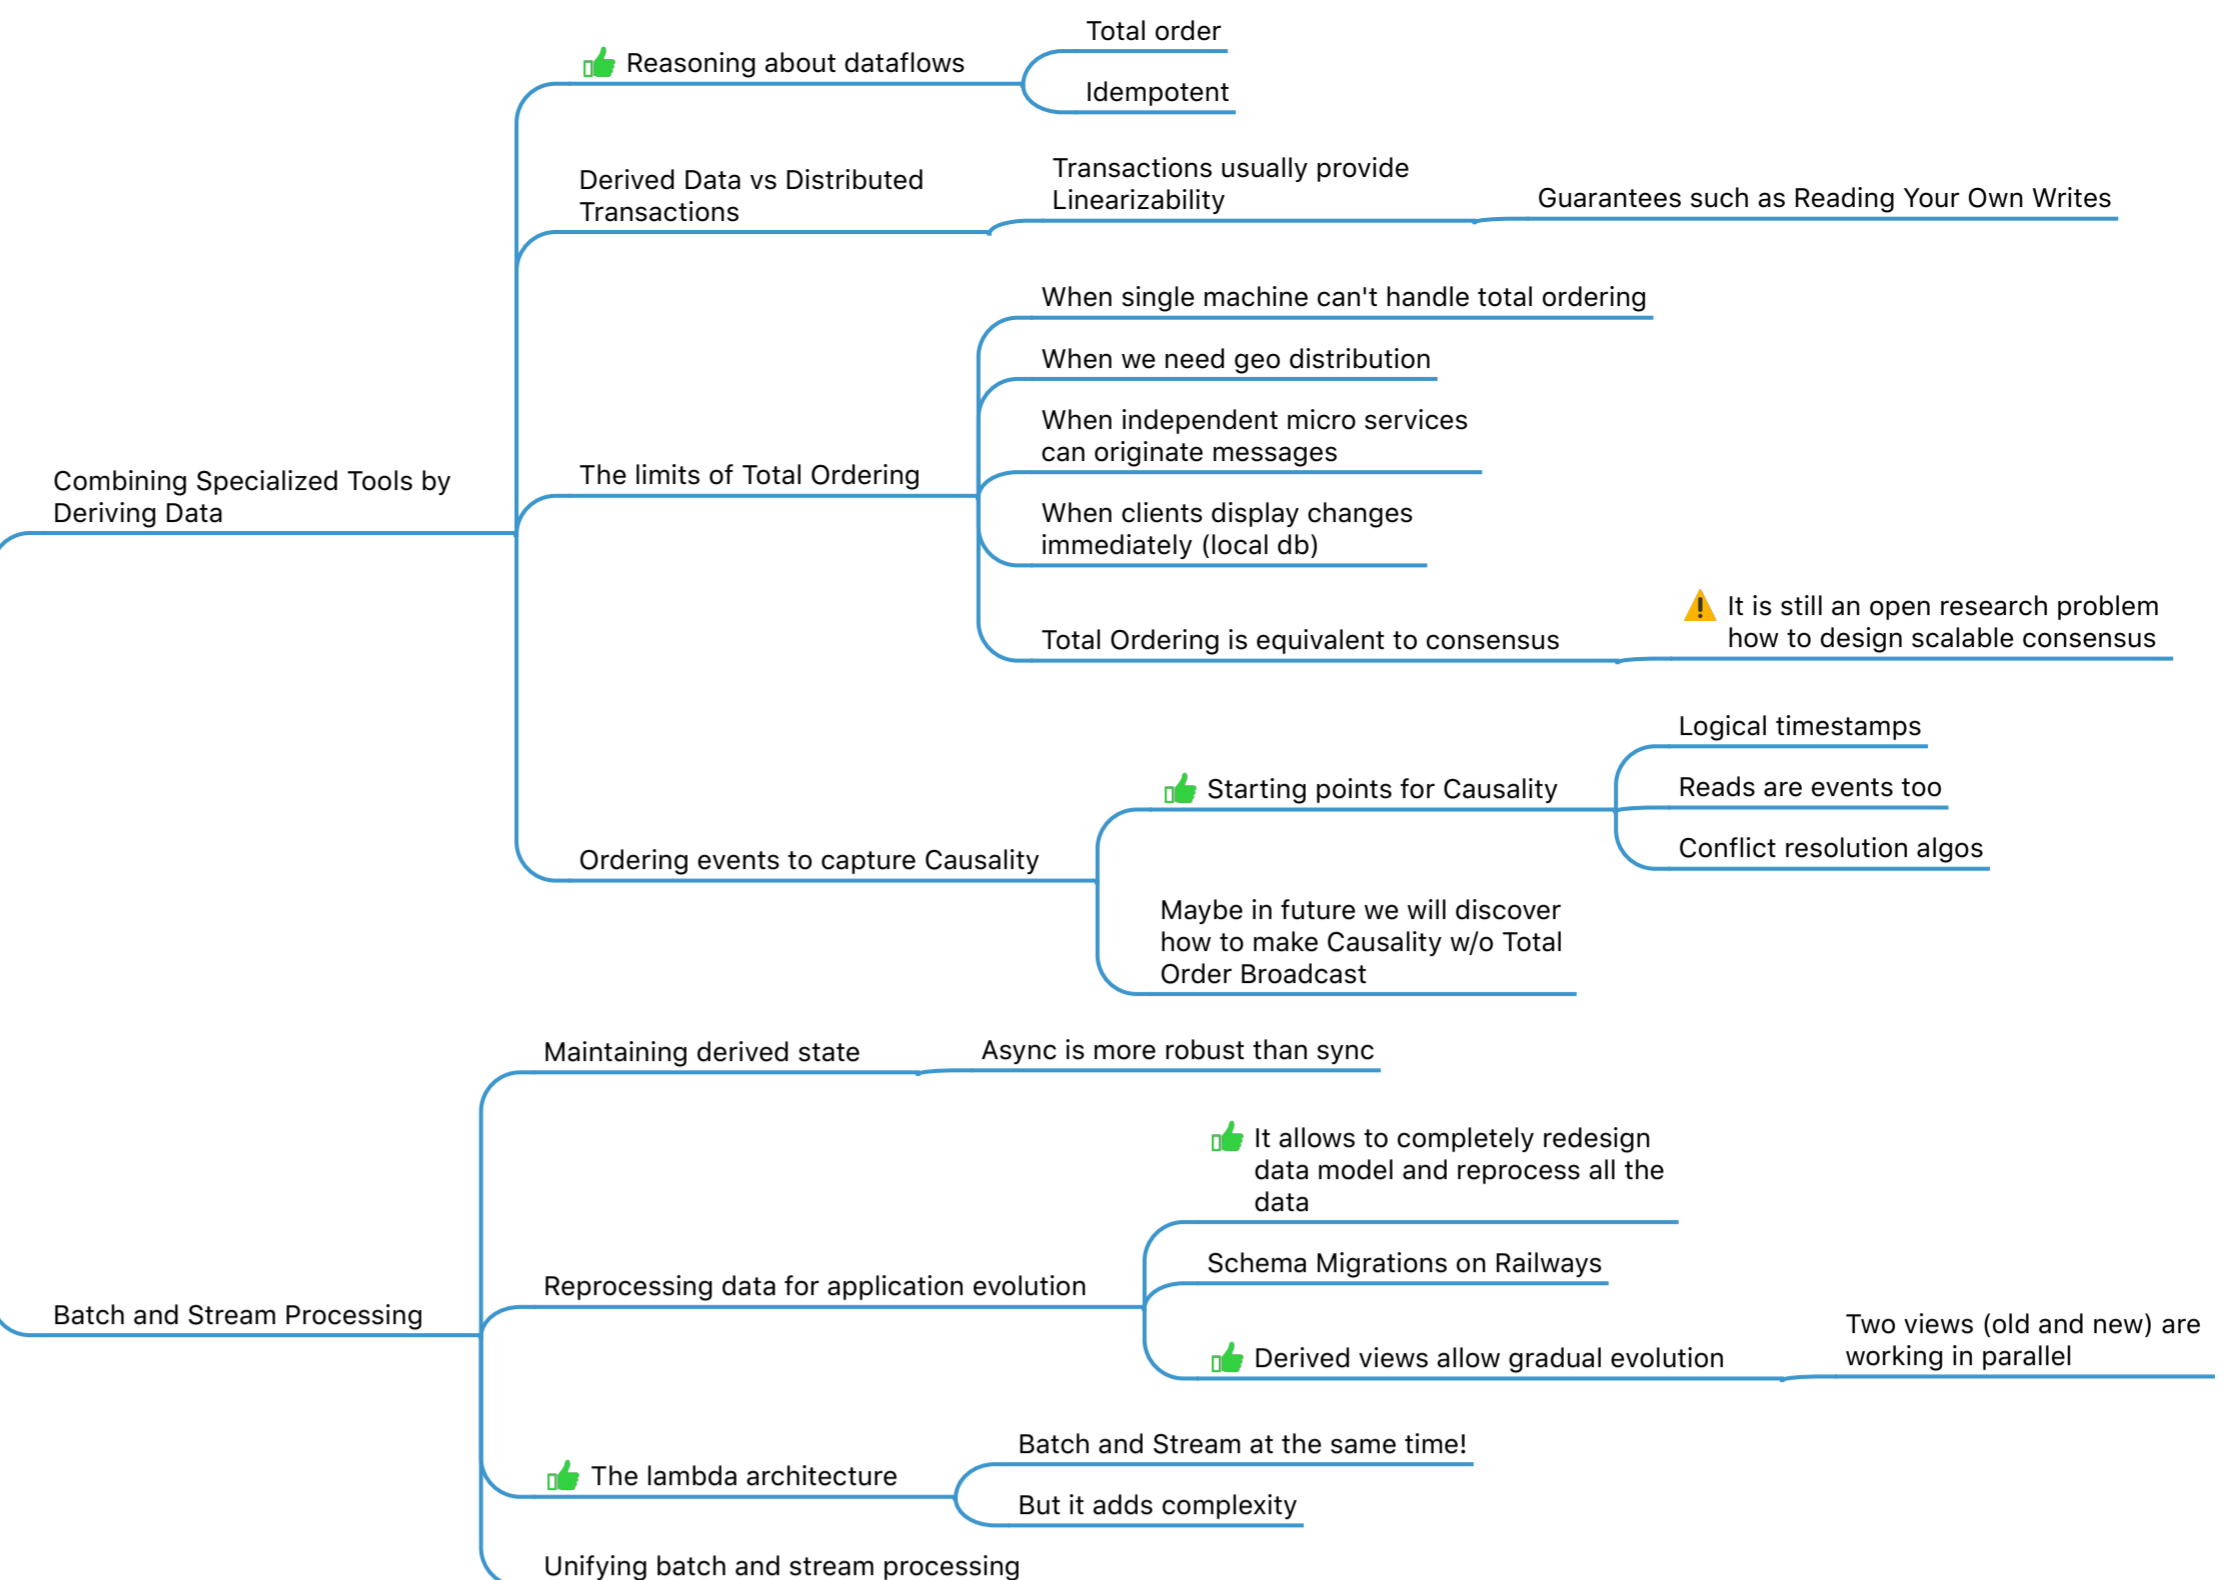 Total order
Reasoning about dataflows
Idempotent
Transactions usually provide
Linearizability
Derived Data vs Distributed
Transactions
Guarantees such as Reading Your Own Writes
When single machine can't handle total ordering
When we need geo distribution
When independent micro services
can originate messages
The limits of Total Ordering
Combining Specialized Tools by
Deriving Data
When clients display changes
immediately (local db)
Total Ordering is equivalent to consensus
It is still an open research problem
how to design scalable consensus
Logical timestamps
Starting points for Causality
Reads are events too
Conflict resolution algos
Ordering events to capture Causality
Maybe in future we will discover
how to make Causality w/o Total
Order Broadcast
Maintaining derived state
Async is more robust than sync
It allows to completely redesign
data model and reprocess all the
data
Schema Migrations on Railways
Reprocessing data for application evolution
Batch and Stream Processing
Derived views allow gradual evolution
Two views (old and new) are
working in parallel
Batch and Stream at the same time!
The lambda architecture
But it adds complexity
Unifying batch and stream processing